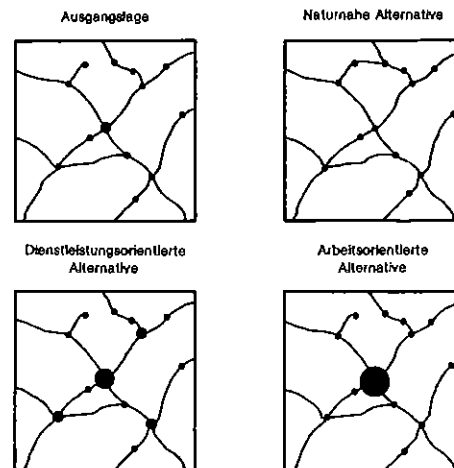 Ausgangslage
Naturnahe Alternative
Dienstleistungsorientierte
Alternative
Arbeitsorientierte
Alternative